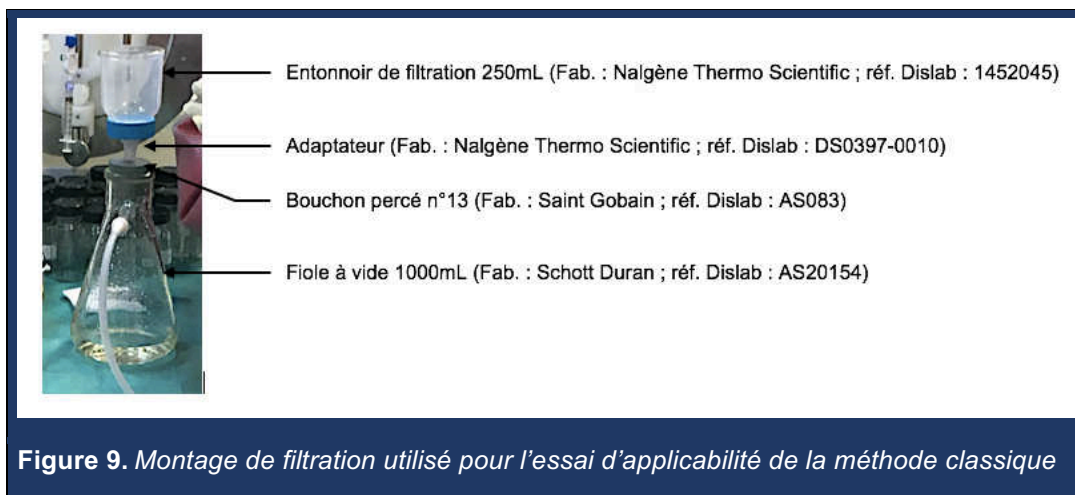 Entonnoir de filtration 250mL (Fab. : Nalgène Thermo Scientific ; réf. Dislab : 1452045)
Adaptateur (Fab. : Nalgène Thermo Scientific ; réf. Dislab : DS0397-0010)
Bouchon percé n°13 (Fab. : Saint Gobain ; réf. Dislab : AS083)
Fiole à vide 1000mL (Fab. : Schott Duran ; réf. Dislab : AS20154)
Figure 9. Montage de filtration utilisé pour l'essai d'applicabilité de la méthode classique